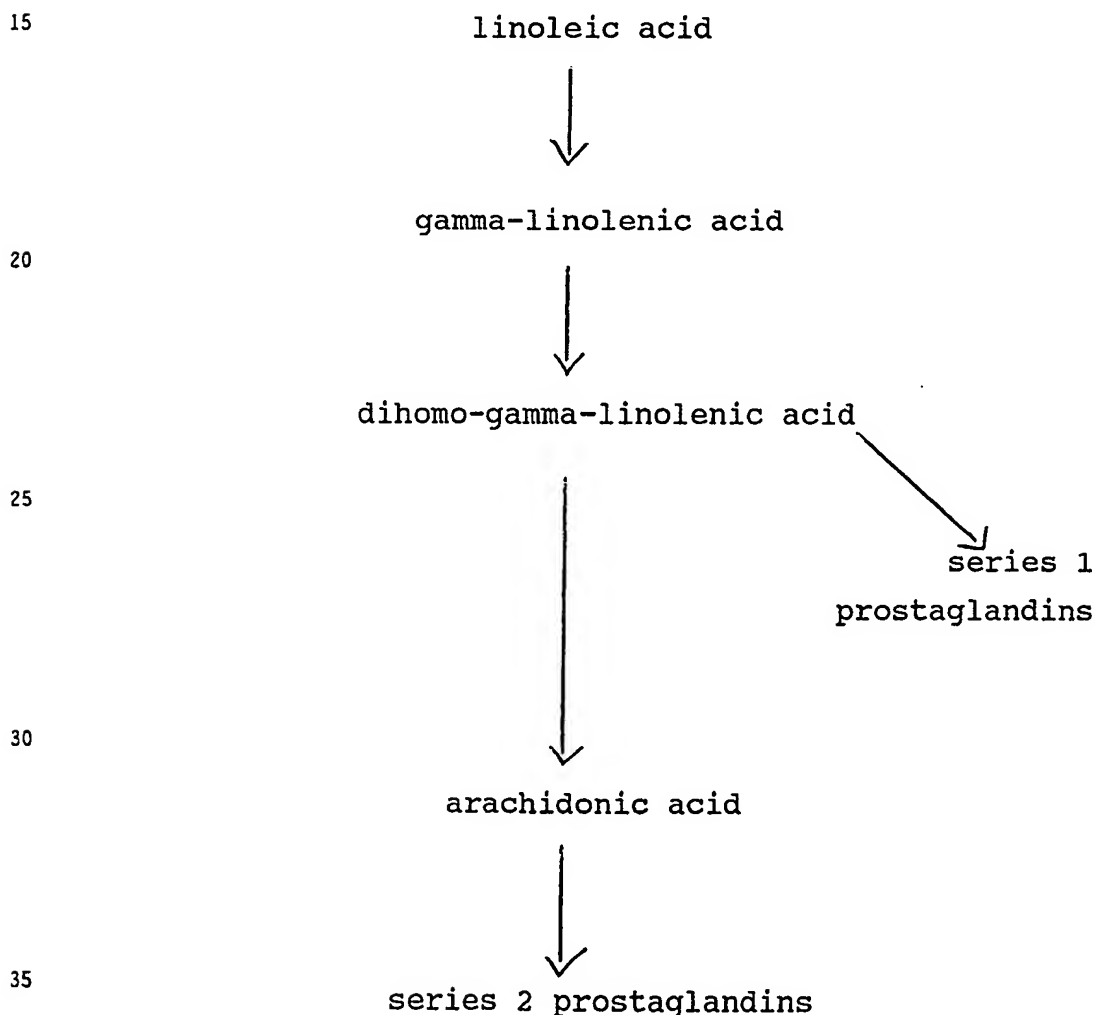 15 linoleic acid
gamma-linolenic acid
20
dihomo-gamma-linolenic acid
25
series 1
prostaglandins
30
arachidonic acid
35
series 2 prostaglandins